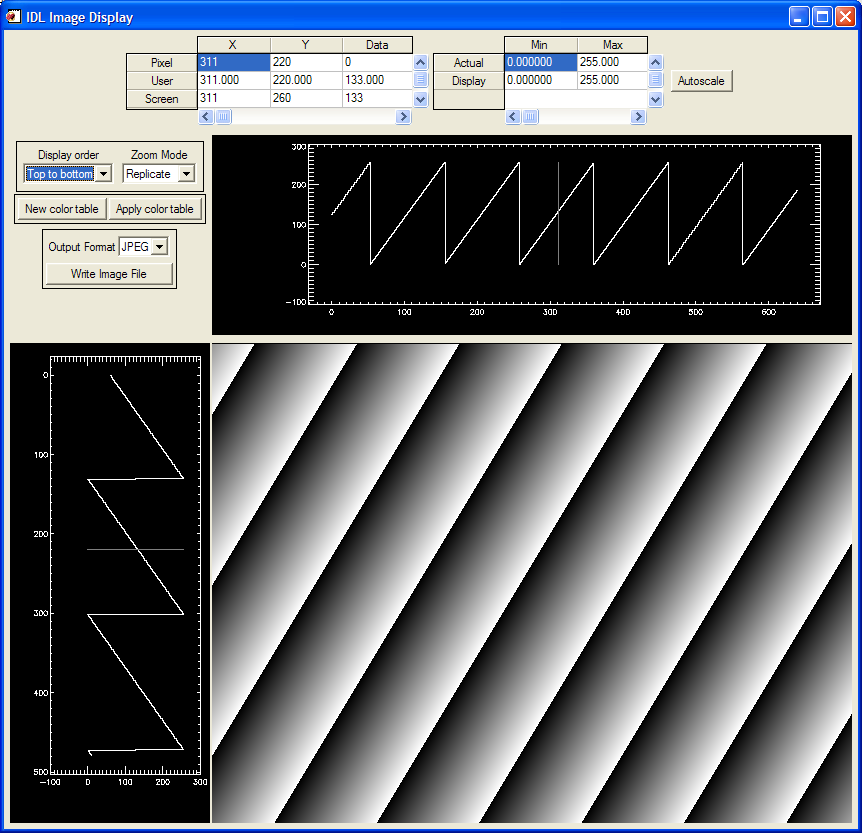 IDL Image Display
X Y Data Min Max
Pixel 311 220 0 Actual 0.000000 255.000
User 311.000 220.000 133.000 Display 0.000000 255.000 Autoscale
Screen 311 260 133
Display order Zoom Mode
Top to bottom Replicate
New color table Apply color table
Output Format JPEG
Write Image File
300
200
100
0
-100
0 100 200 300 400 500 600
0
100
200
300
400
500
-100 0 100 200 300